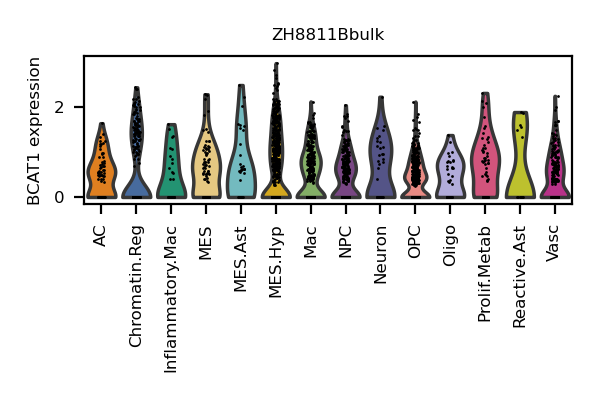 ZH8811Bbulk
BCAT1 expression
2
0
AC
Chromatin.Reg
Inflammatory.Mac
MES
MES.Ast
MES.Hyp
Mac
NPC
Neuron
OPC
Oligo
Prolif.Metab
Reactive.Ast
Vasc